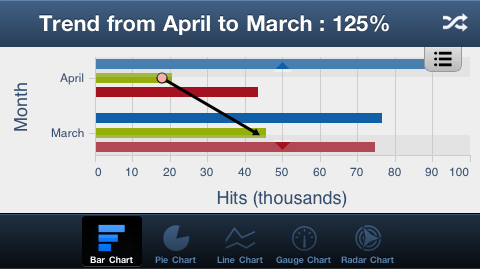 Trend from April to March : 125%
Month
April
March
0 10 20 30 40 50 60 70 80 90 100
Hits (thousands)
Bar Chart Pie Chart Line Chart Gauge Chart Radar Chart